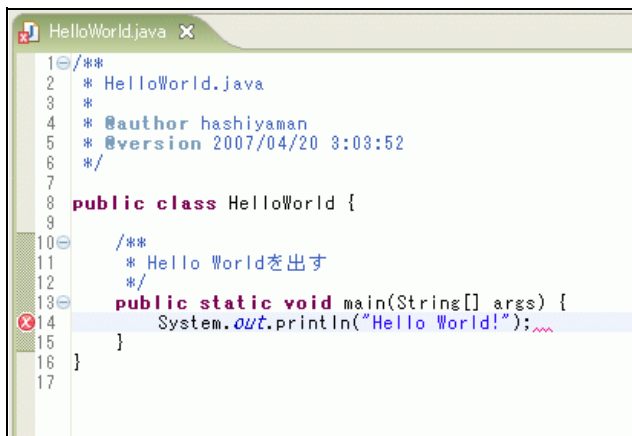 HelloWorld.java
1 /**
2  * HelloWorld.java
3  *
4  * @author hashiyaman
5  * @version 2007/04/20 3:03:52
6  */
7
8 public class HelloWorld {
9
10     /**
11      * Hello Worldを出す
12      */
13     public static void main(String[] args) {
14         System.out.println("Hello World!");
15     }
16 }
17